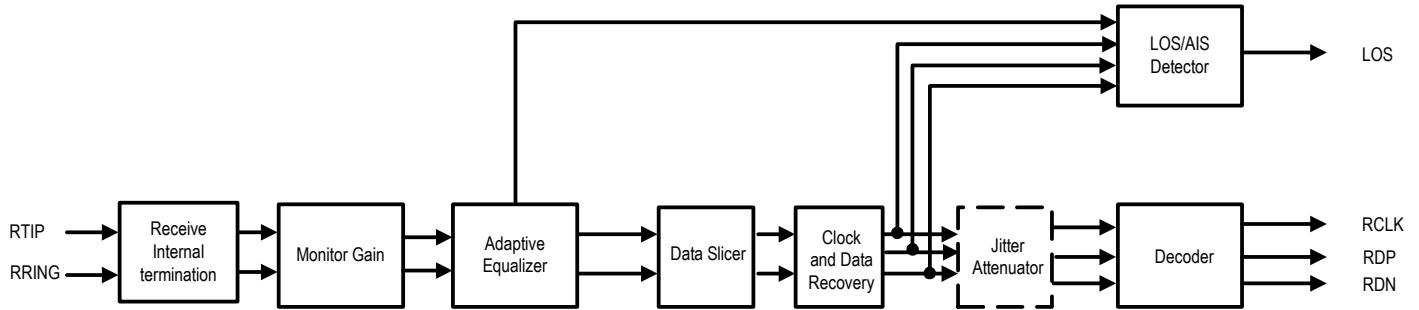 LOS/AIS
Detector
LOS
RTIP
RRING
Receive
Internal
termination
Monitor Gain
Adaptive
Equalizer
Data Slicer
Clock
and Data
Recovery
Jitter
Attenuator
Decoder
RCLK
RDP
RDN